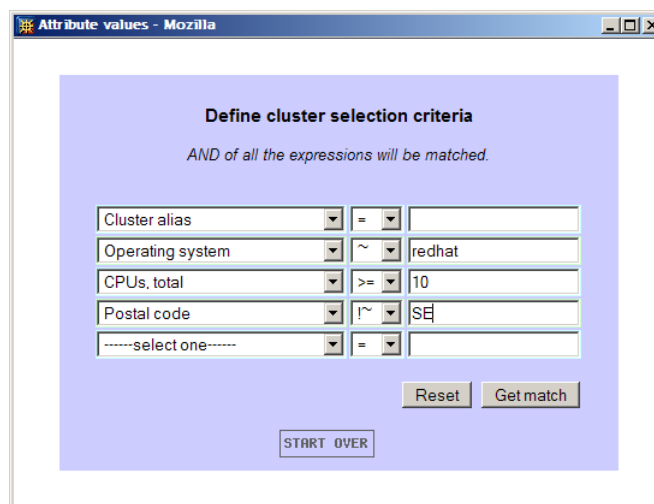 Attribute values - Mozilla
Define cluster selection criteria
AND of all the expressions will be matched.
Cluster alias =
Operating system ~ redhat
CPUs, total >= 10
Postal code !~ SE
------select one------ =
Reset Get match
START OVER